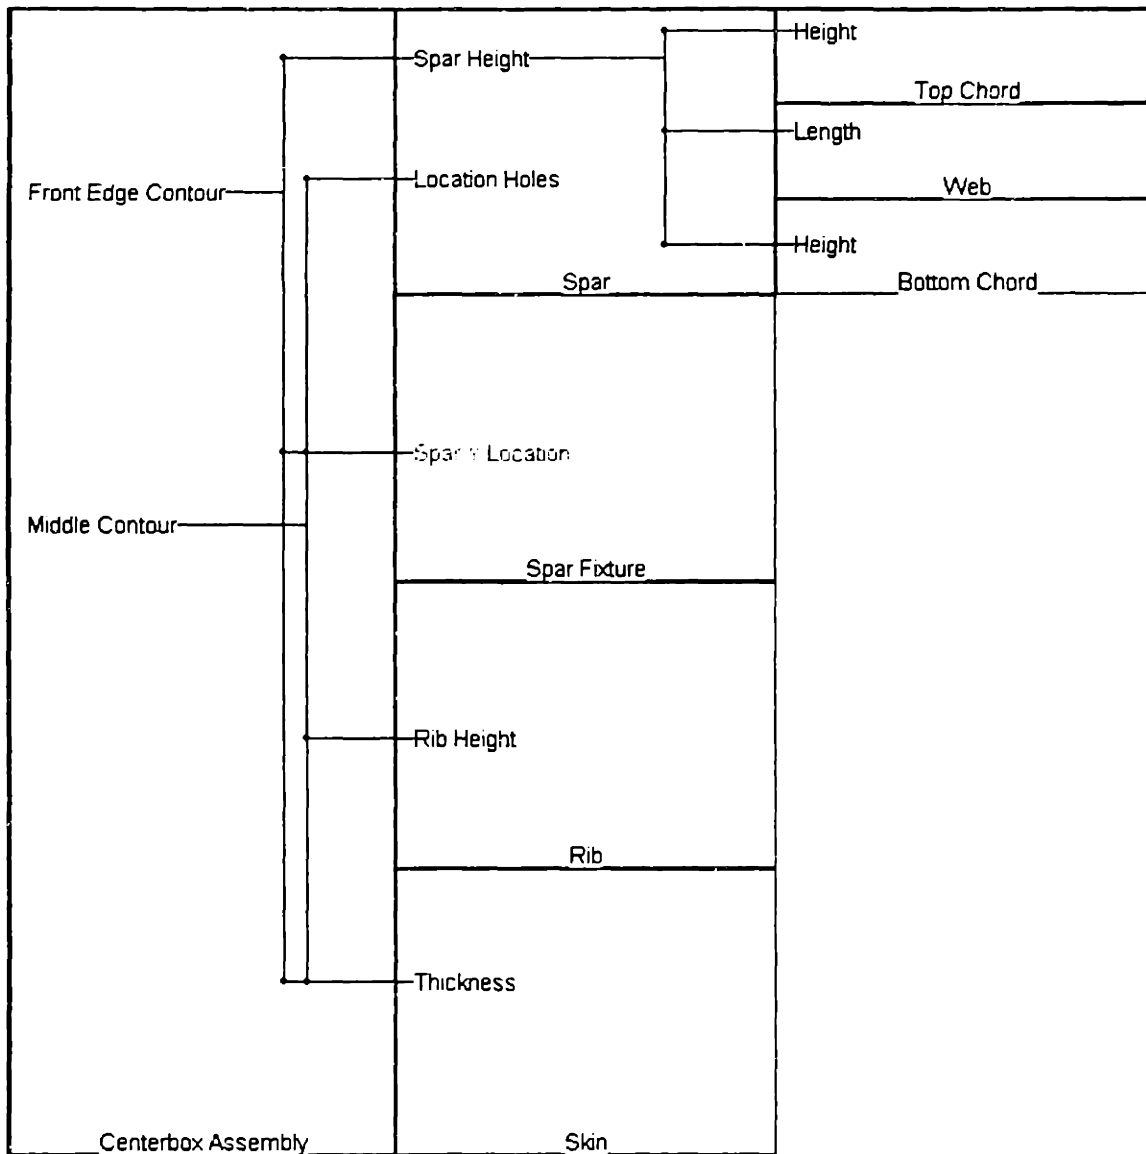 Height
Spar Height
Top Chord
Length
Location Holes
Front Edge Contour
Web
Height
Spar
Bottom Chord
Spar Location
Middle Contour
Spar Fixture
Rib Height
Rib
Thickness
Centerbox Assembly
Skin